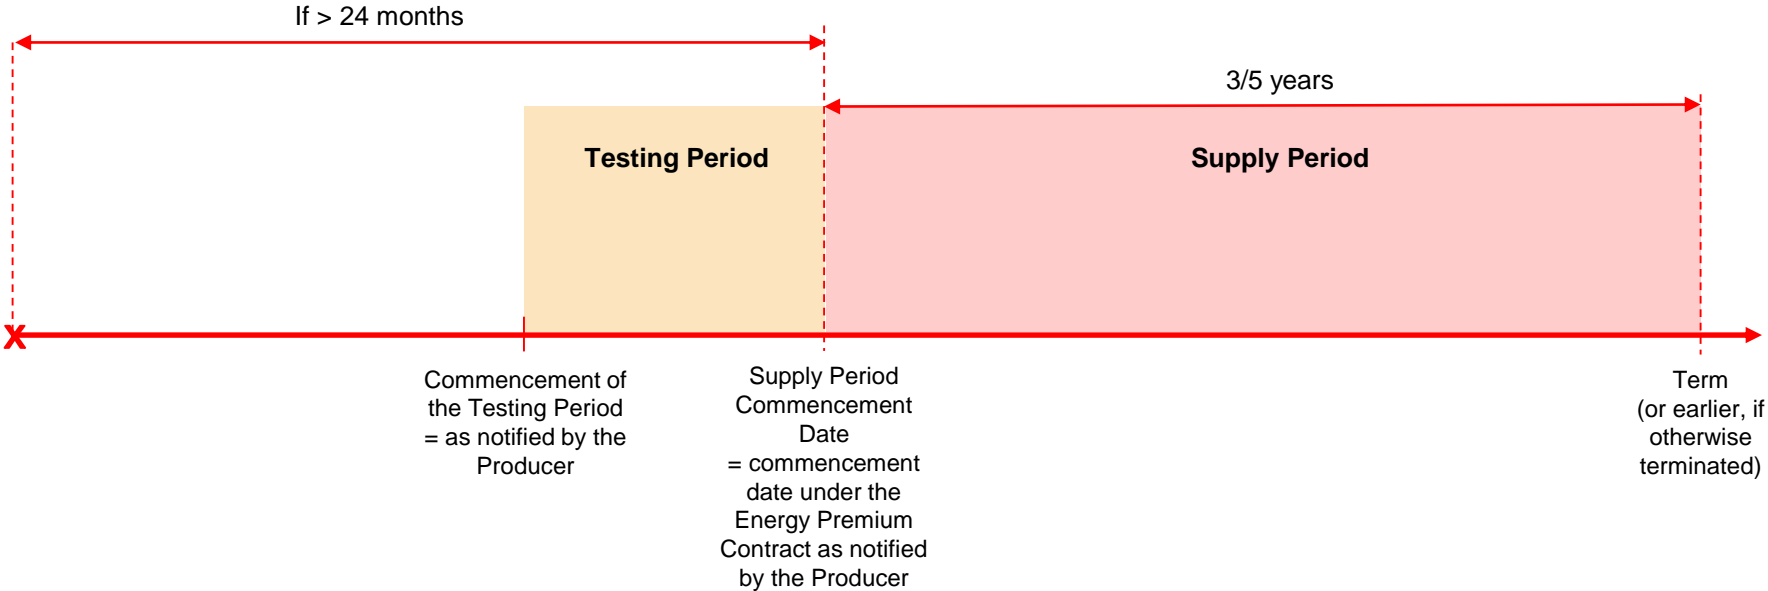 If > 24 months
3/5 years
Testing Period
Supply Period
X
Commencement of
the Testing Period
= as notified by the
Producer
Supply Period
Commencement
Date
= commencement
date under the
Energy Premium
Contract as notified
by the Producer
Term
(or earlier, if
otherwise
terminated)